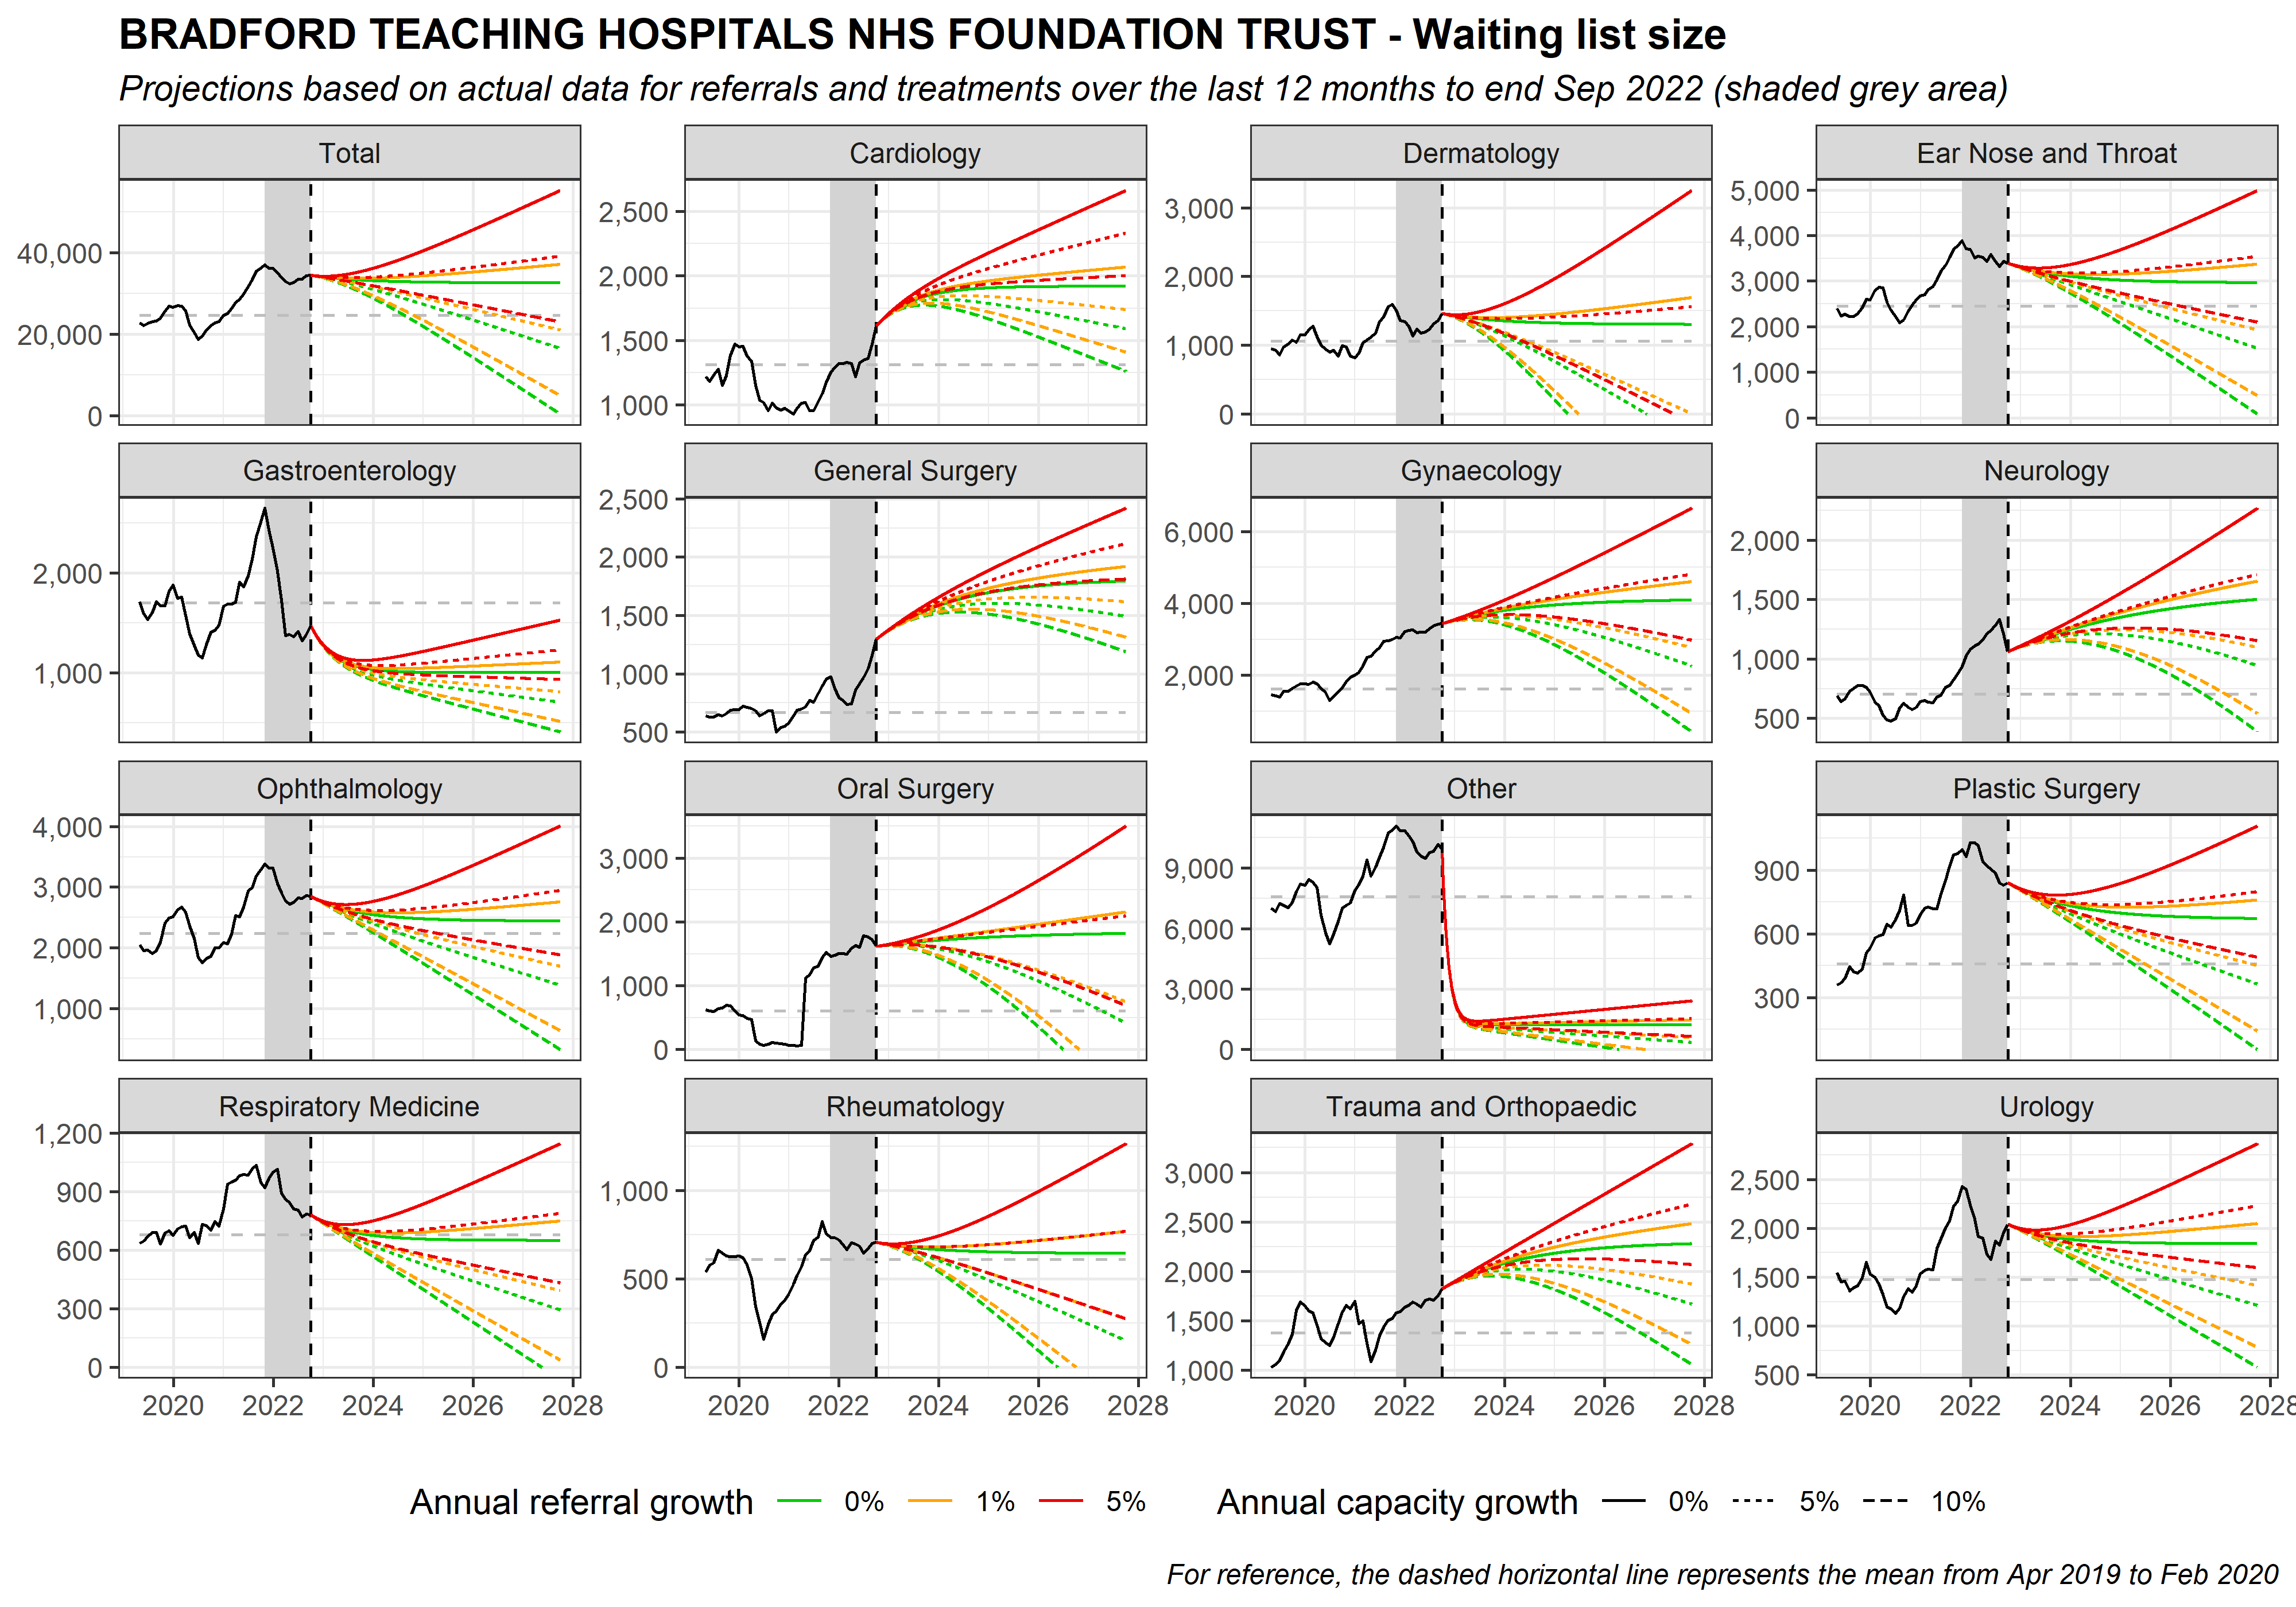 BRADFORD TEACHING HOSPITALS NHS FOUNDATION TRUST - Waiting list size
Projections based on actual data for referrals and treatments over the last 12 months to end Sep 2022 (shaded grey area)
Total
40,000
20,000
0
Cardiology
2,500
2,000
1,500
1,000
Dermatology
3,000
2,000
1,000
0
Ear Nose and Throat
5,000
4,000
3,000
2,000
1,000
0
Gastroenterology
2,000
1,000
General Surgery
2,500
2,000
1,500
1,000
500
Gynaecology
6,000
4,000
2,000
Neurology
2,000
1,500
1,000
500
Ophthalmology
4,000
3,000
2,000
1,000
Oral Surgery
3,000
2,000
1,000
0
Other
9,000
6,000
3,000
0
Plastic Surgery
900
600
300
Respiratory Medicine
1,200
900
600
300
0
2020 2022 2024 2026 2028
Rheumatology
1,000
500
0
2020 2022 2024 2026 2028
Trauma and Orthopaedic
3,000
2,500
2,000
1,500
1,000
2020 2022 2024 2026 2028
Urology
2,500
2,000
1,500
1,000
500
2020 2022 2024 2026 2028
Annual referral growth 0% 1% 5% Annual capacity growth 0% 5% 10%
For reference, the dashed horizontal line represents the mean from Apr 2019 to Feb 2020